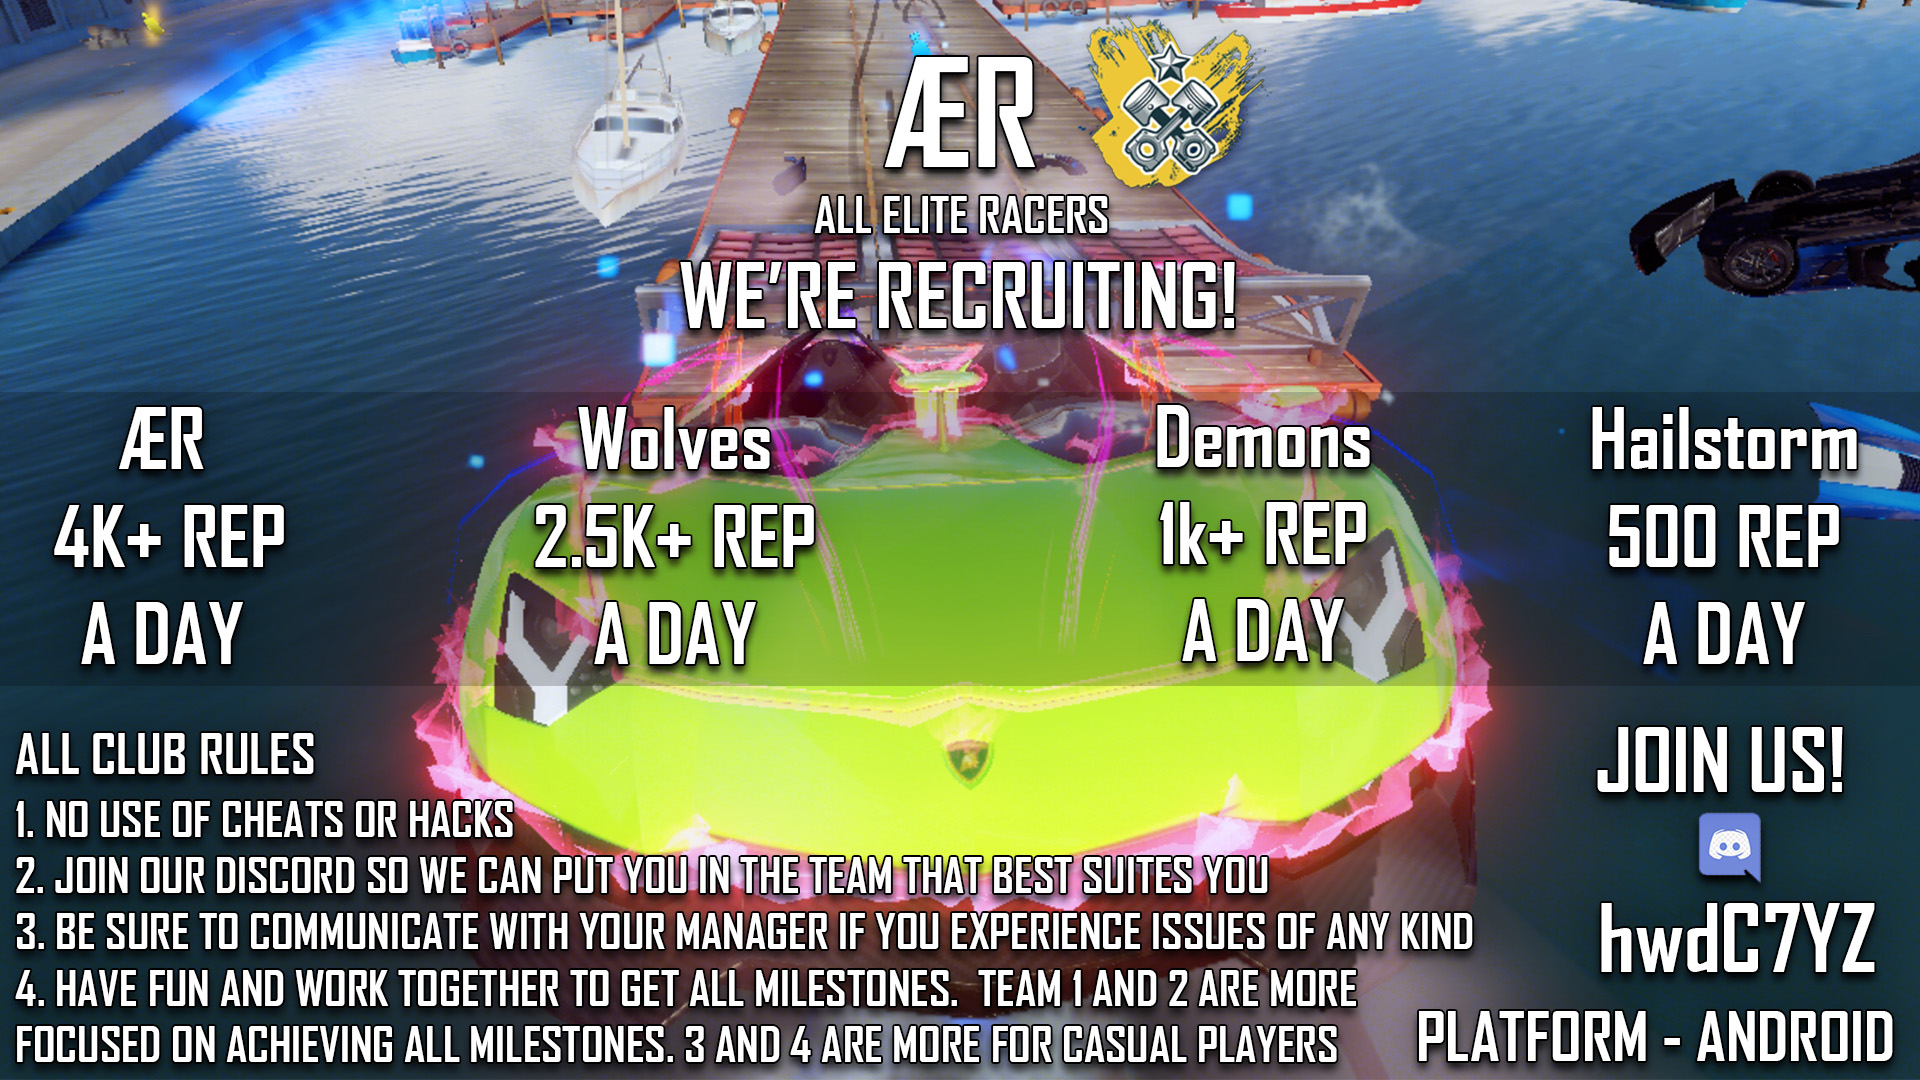 ÆR
ALL ELITE RACERS
WE'RE RECRUITING!
ÆR
4K+ REP
A DAY
Wolves
2.5K+ REP
A DAY
Demons
1k+ REP
A DAY
Hailstorm
500 REP
A DAY
ALL CLUB RULES
1. NO USE OF CHEATS OR HACKS
2. JOIN OUR DISCORD SO WE CAN PUT YOU IN THE TEAM THAT BEST SUITES YOU
3. BE SURE TO COMMUNICATE WITH YOUR MANAGER IF YOU EXPERIENCE ISSUES OF ANY KIND
4. HAVE FUN AND WORK TOGETHER TO GET ALL MILESTONES. TEAM 1 AND 2 ARE MORE
FOCUSED ON ACHIEVING ALL MILESTONES. 3 AND 4 ARE MORE FOR CASUAL PLAYERS
JOIN US!
hwdC7YZ
PLATFORM - ANDROID